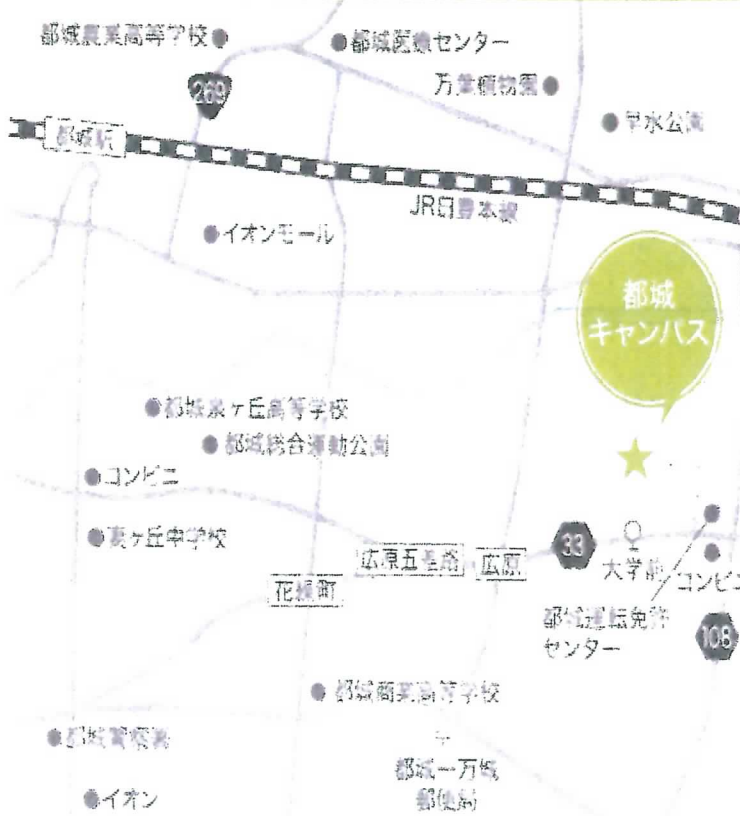 都城農業高等学校
都城医療センター
269
万葉植物園
早水公園
都城駅
JR日豊本線
イオンモール
都城
キャンパス
都城泉ヶ丘高等学校
都城総合運動公園
コンビニ
広原五差路
広原
33
大学前
コンビニ
花繰町
都城運転免許
センター
108
都城商業高等学校
都城警察署
都城一万城
郵便局
イオン